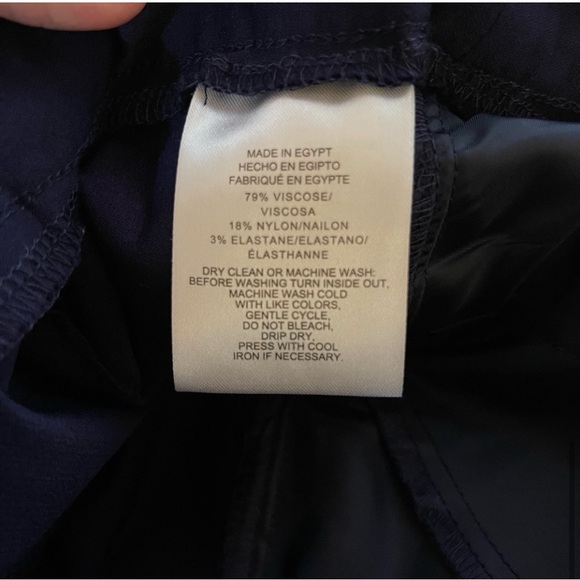 MADE IN EGYPT
HECHO EN EGIPTO
FABRIQUÉ EN EGYPTE
79% VISCOSE/
VISCOSA
18% NYLON/NAILON
3% ELASTANE/ELASTANO/
ÉLASTHANNE
DRY CLEAN OR MACHINE WASH:
BEFORE WASHING TURN INSIDE OUT,
MACHINE WASH COLD
WITH LIKE COLORS,
GENTLE CYCLE,
DO NOT BLEACH,
DRIP DRY,
PRESS WITH COOL
IRON IF NECESSARY.